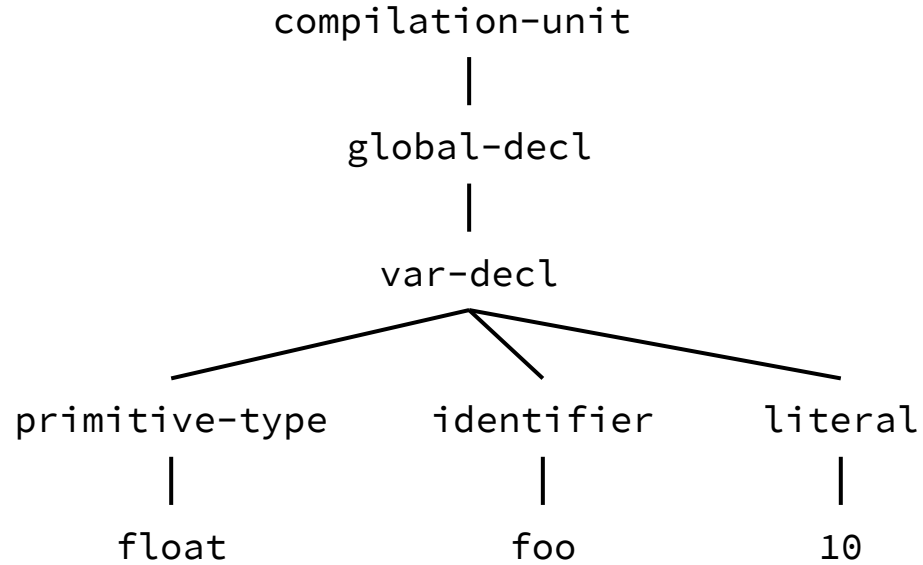 compilation-unit
global-decl
var-decl
primitive-type identifier literal
float foo 10